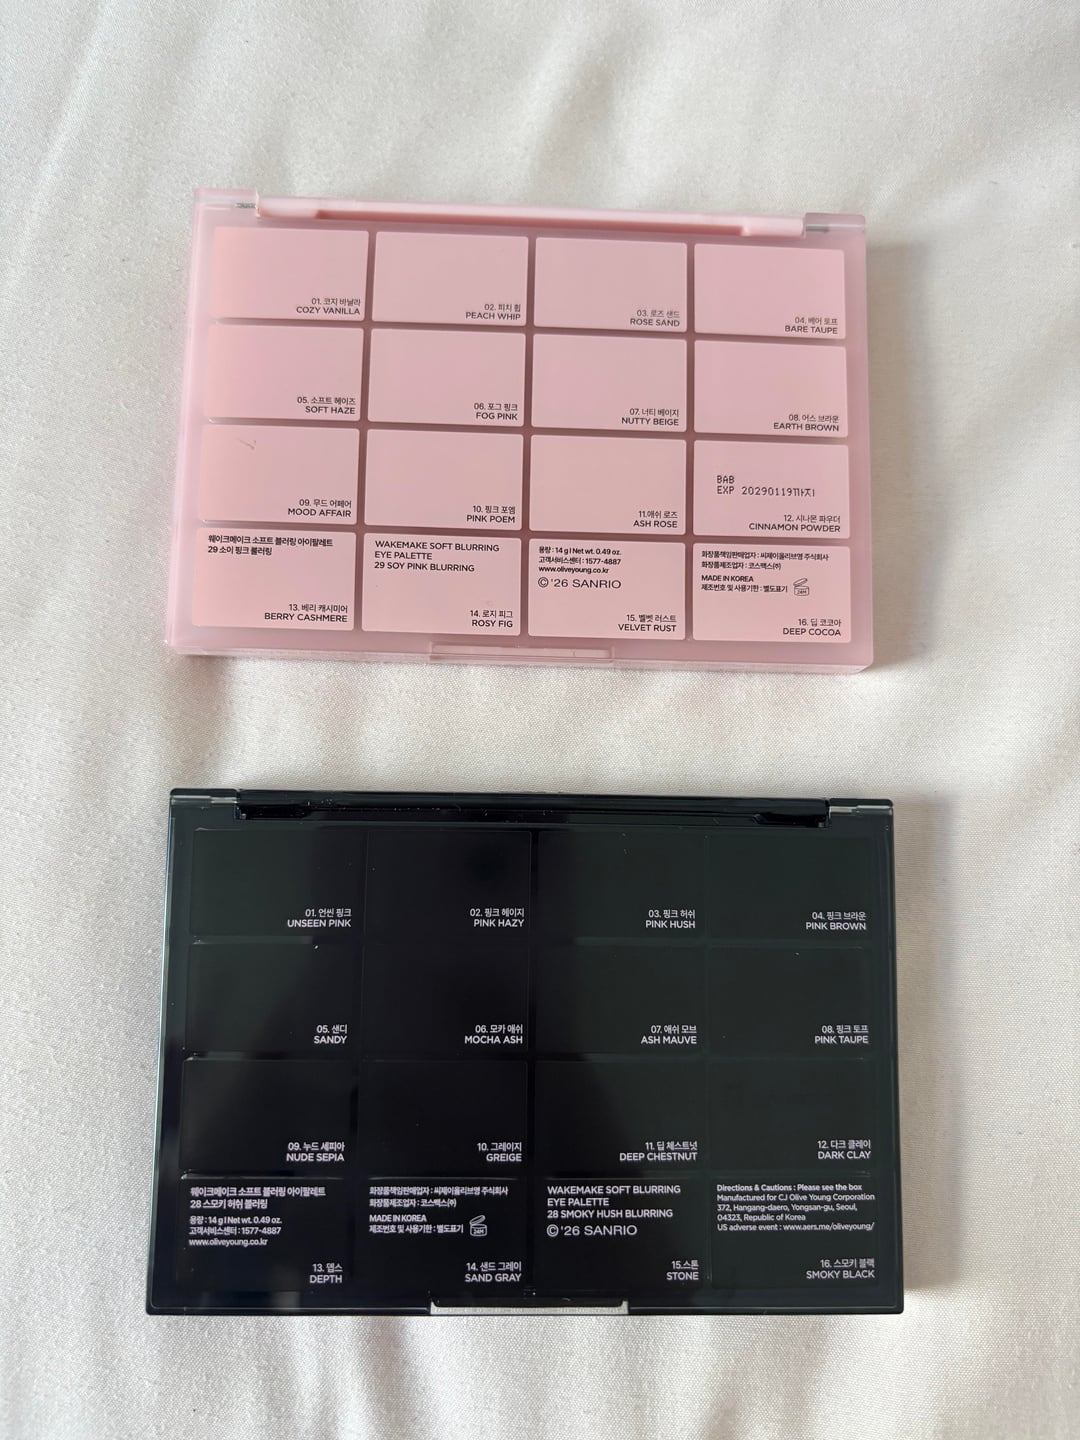 01. 코지 바닐라
COZY VANILLA
02. 피치 휩
PEACH WHIP
03. 로즈 샌드
ROSE SAND
04. 베어 토프
BARE TAUPE
05. 소프트 헤이즈
SOFT HAZE
06. 포그 핑크
FOG PINK
07. 너티 베이지
NUTTY BEIGE
08. 어스 브라운
EARTH BROWN
09. 무드 어페어
MOOD AFFAIR
10. 핑크 포엠
PINK POEM
11.애쉬 로즈
ASH ROSE
BAB
EXP 20290119까지
12. 시나몬 파우더
CINNAMON POWDER
웨이크메이크 소프트 블러링 아이팔레트
29 소이 핑크 블러링
13. 베리 캐시미어
BERRY CASHMERE
WAKEMAKE SOFT BLURRING
EYE PALETTE
29 SOY PINK BLURRING
14. 로지 피그
ROSY FIG
용량 : 14 g l Net wt. 0.49 oz.
고객서비스센터 : 1577-4887
www.oliveyoung.co.kr
©'26 SANRIO
15. 벨벳 러스트
VELVET RUST
화장품책임판매업자 : 씨제이올리브영 주식회사
화장품제조업자 : 코스맥스(주)
MADE IN KOREA
제조번호 및 사용기한 : 별도표기
24M
16. 딥 코코아
DEEP COCOA
01. 언씬 핑크
UNSEEN PINK
02. 핑크 헤이지
PINK HAZY
03. 핑크 허쉬
PINK HUSH
04. 핑크 브라운
PINK BROWN
05. 샌디
SANDY
06. 모카 애쉬
MOCHA ASH
07. 애쉬 모브
ASH MAUVE
08. 핑크 토프
PINK TAUPE
09. 누드 세피아
NUDE SEPIA
10. 그레이지
GREIGE
11. 딥 체스트넛
DEEP CHESTNUT
12. 다크 클레이
DARK CLAY
웨이크메이크 소프트 블러링 아이팔레트
28 스모키 허쉬 블러링
용량 : 14 g l Net wt. 0.49 oz.
고객서비스센터 : 1577-4887
www.oliveyoung.co.kr
13. 뎁스
DEPTH
화장품책임판매업자 : 씨제이올리브영 주식회사
화장품제조업자 : 코스맥스(주)
MADE IN KOREA
제조번호 및 사용기한 : 별도표기
24M
14. 샌드 그레이
SAND GRAY
WAKEMAKE SOFT BLURRING
EYE PALETTE
28 SMOKY HUSH BLURRING
©'26 SANRIO
15.스톤
STONE
Directions & Cautions : Please see the box
Manufactured for CJ Olive Young Corporation
372, Hangang-daero, Yongsan-gu, Seoul,
04323, Republic of Korea
US adverse event : www.aers.me/oliveyoung/
16. 스모키 블랙
SMOKY BLACK